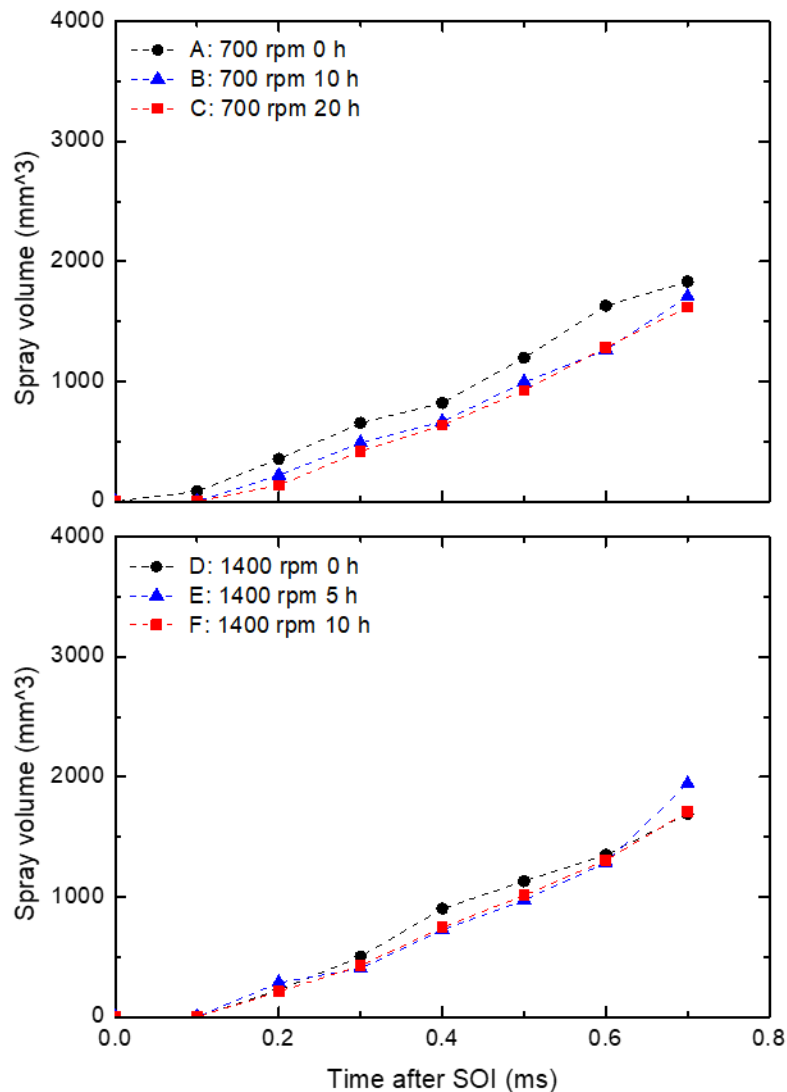 4000
3000
2000
1000
0
Spray volume (mm^3)
A: 700 rpm 0 h
B: 700 rpm 10 h
C: 700 rpm 20 h
4000
3000
2000
1000
0
Spray volume (mm^3)
D: 1400 rpm 0 h
E: 1400 rpm 5 h
F: 1400 rpm 10 h
0.0 0.2 0.4 0.6 0.8
Time after SOI (ms)